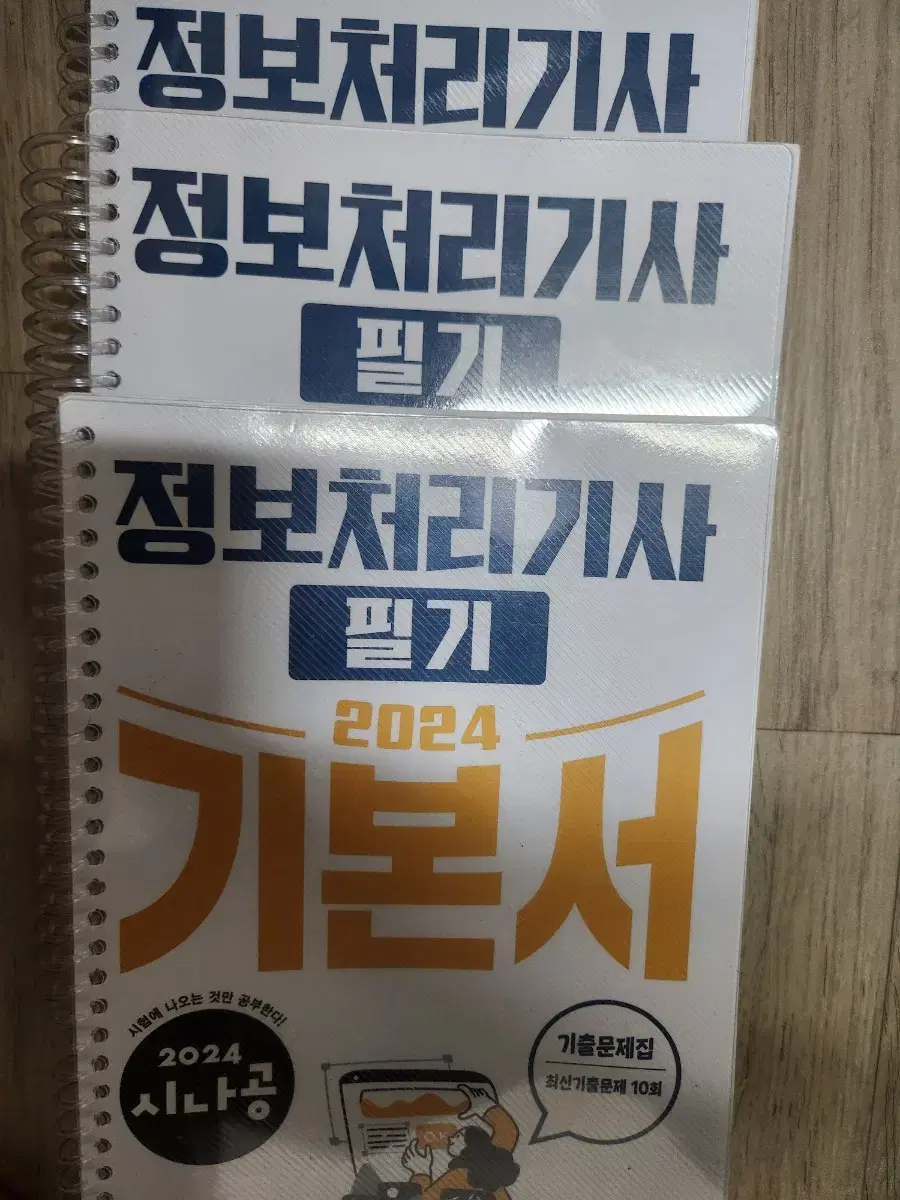 정보처리기사
정보처리기사
필기
정보처리기사
필기
2024
기본서
시험에 나오는 것만 공부한다!
2024
시나공
기출문제집
최신기출문제 10회
OK